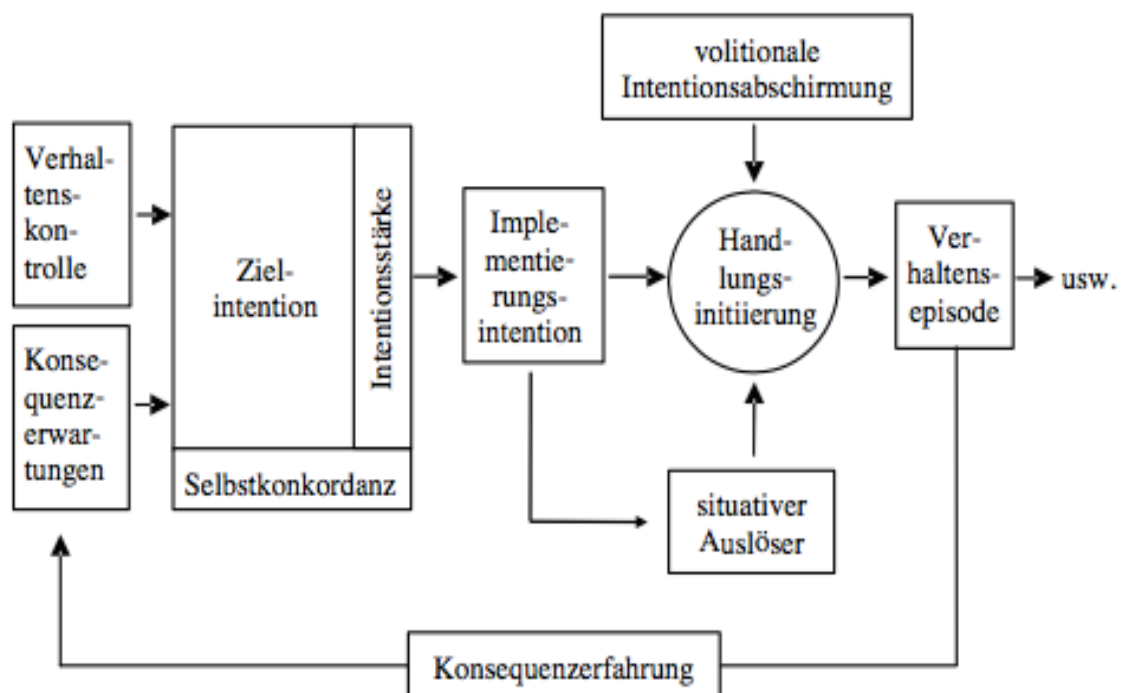 volitionale
Intentionsabschirmung
Verhal-
tens-
kon-
trolle
Konse-
quenz-
erwar-
tungen
Ziel-
intention
Intentionsstärke
Selbstkonkordanz
Imple-
mentie-
rungs-
intention
Hand-
lungs-
initiierung
Ver-
haltens-
episode
usw.
situativer
Auslöser
Konsequenzerfahrung